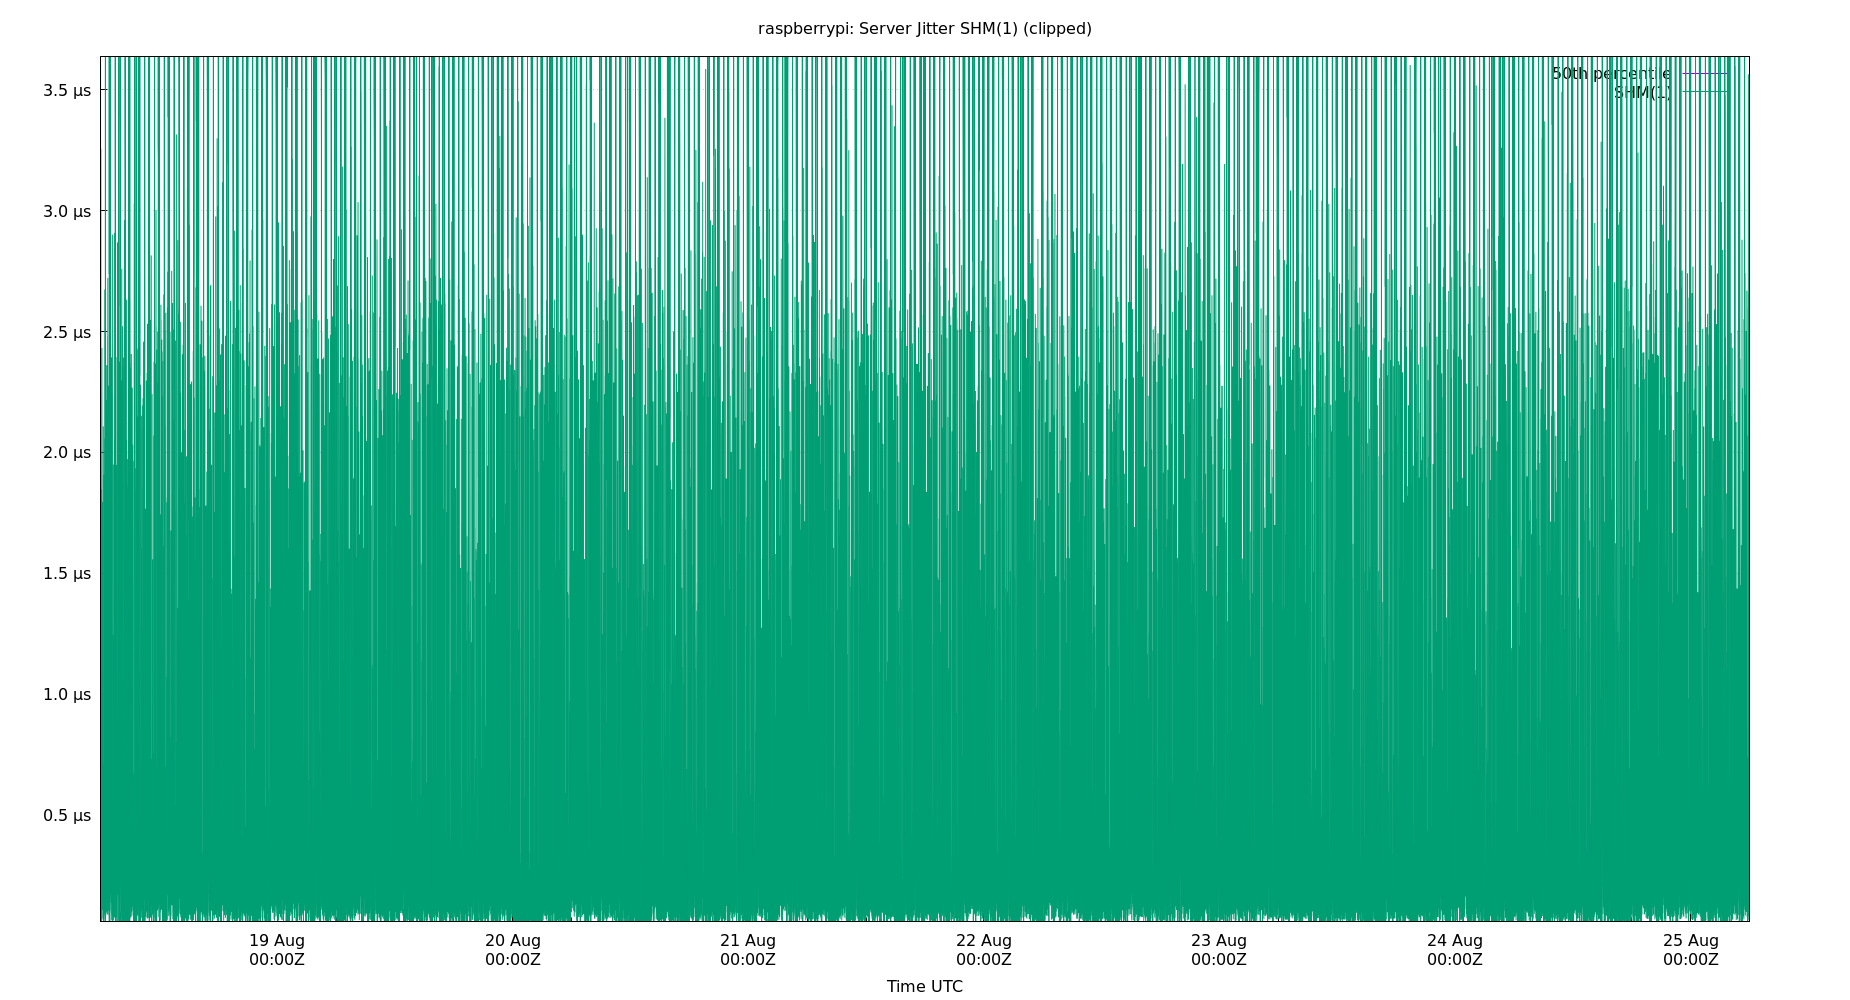 raspberrypi: Server Jitter SHM(1) (clipped)
50th percentile
SHM(1)
3.5 µs
3.0 µs
2.5 µs
2.0 µs
1.5 µs
1.0 µs
0.5 µs
19 Aug 20 Aug 21 Aug 22 Aug 23 Aug 24 Aug 25 Aug
00:00Z 00:00Z 00:00Z 00:00Z 00:00Z 00:00Z 00:00Z
Time UTC